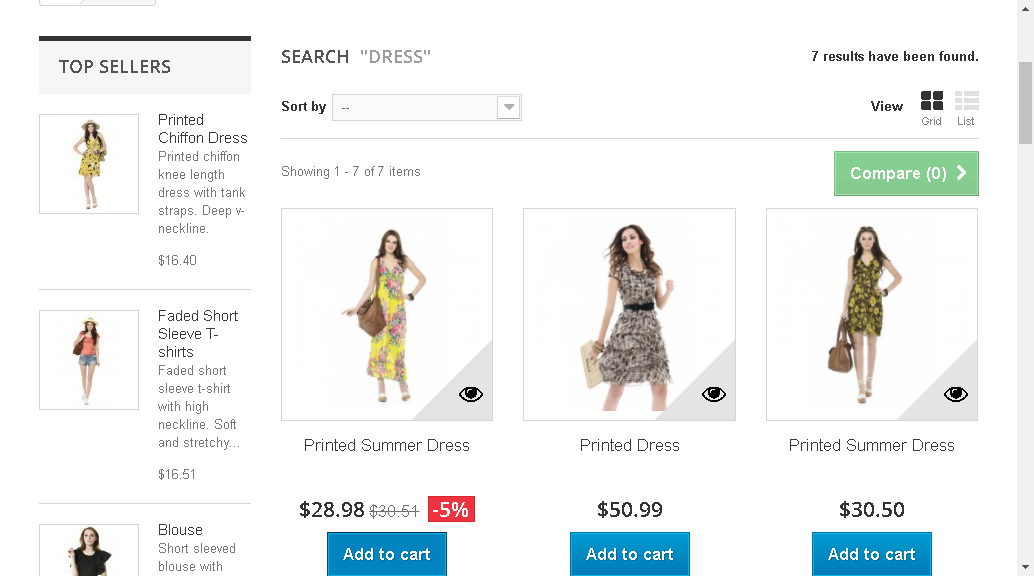 TOP SELLERS
Printed
Chiffon Dress
Printed chiffon
knee length
dress with tank
straps. Deep v-
neckline.
$16.40
Faded Short
Sleeve T-
shirts
Faded short
sleeve t-shirt
with high
neckline. Soft
and stretchy...
$16.51
Blouse
Short sleeved
blouse with
SEARCH "DRESS"
7 results have been found.
Sort by --
View
Grid List
Showing 1 - 7 of 7 items
Compare (0)
Printed Summer Dress
$28.98 $30.51 -5%
Add to cart
Printed Dress
$50.99
Add to cart
Printed Summer Dress
$30.50
Add to cart